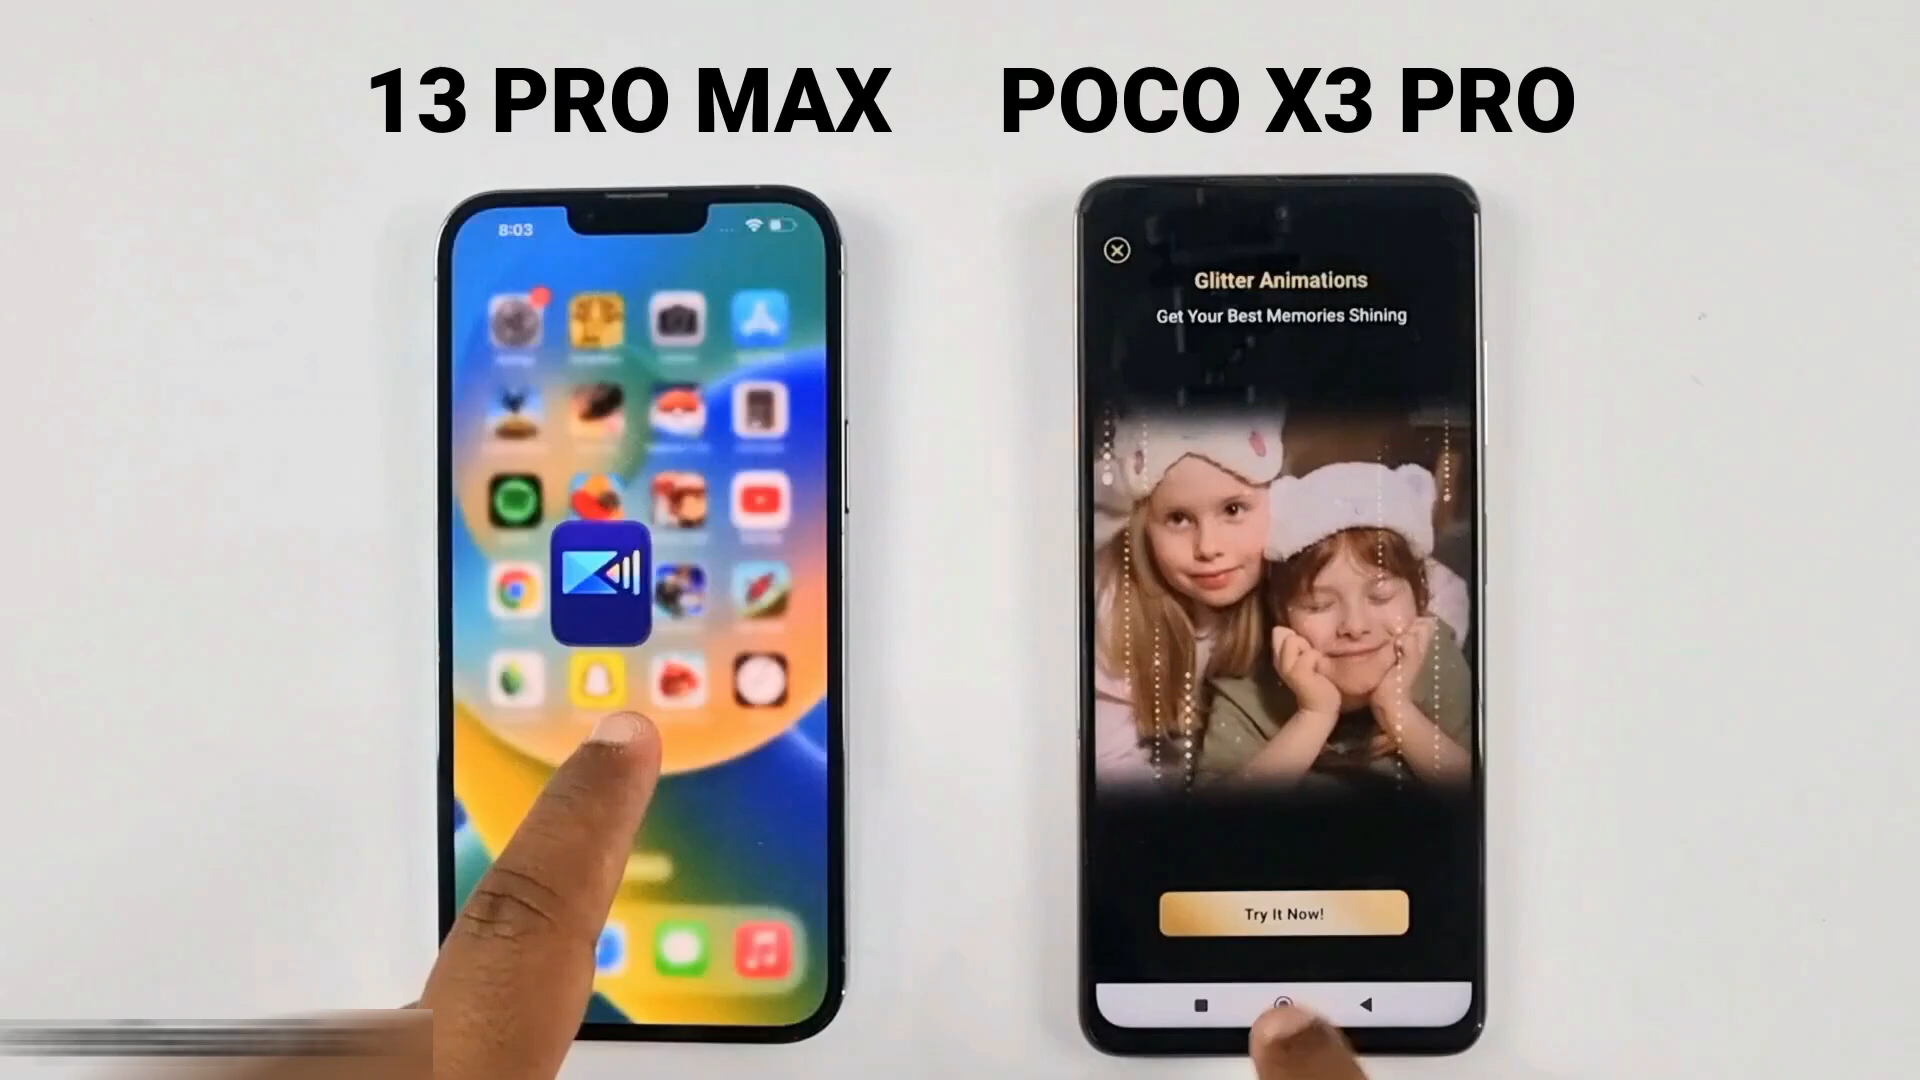 13 PRO MAX POCO X3 PRO
8:03
Glitter Animations
Get Your Best Memories Shining
Try It Now!